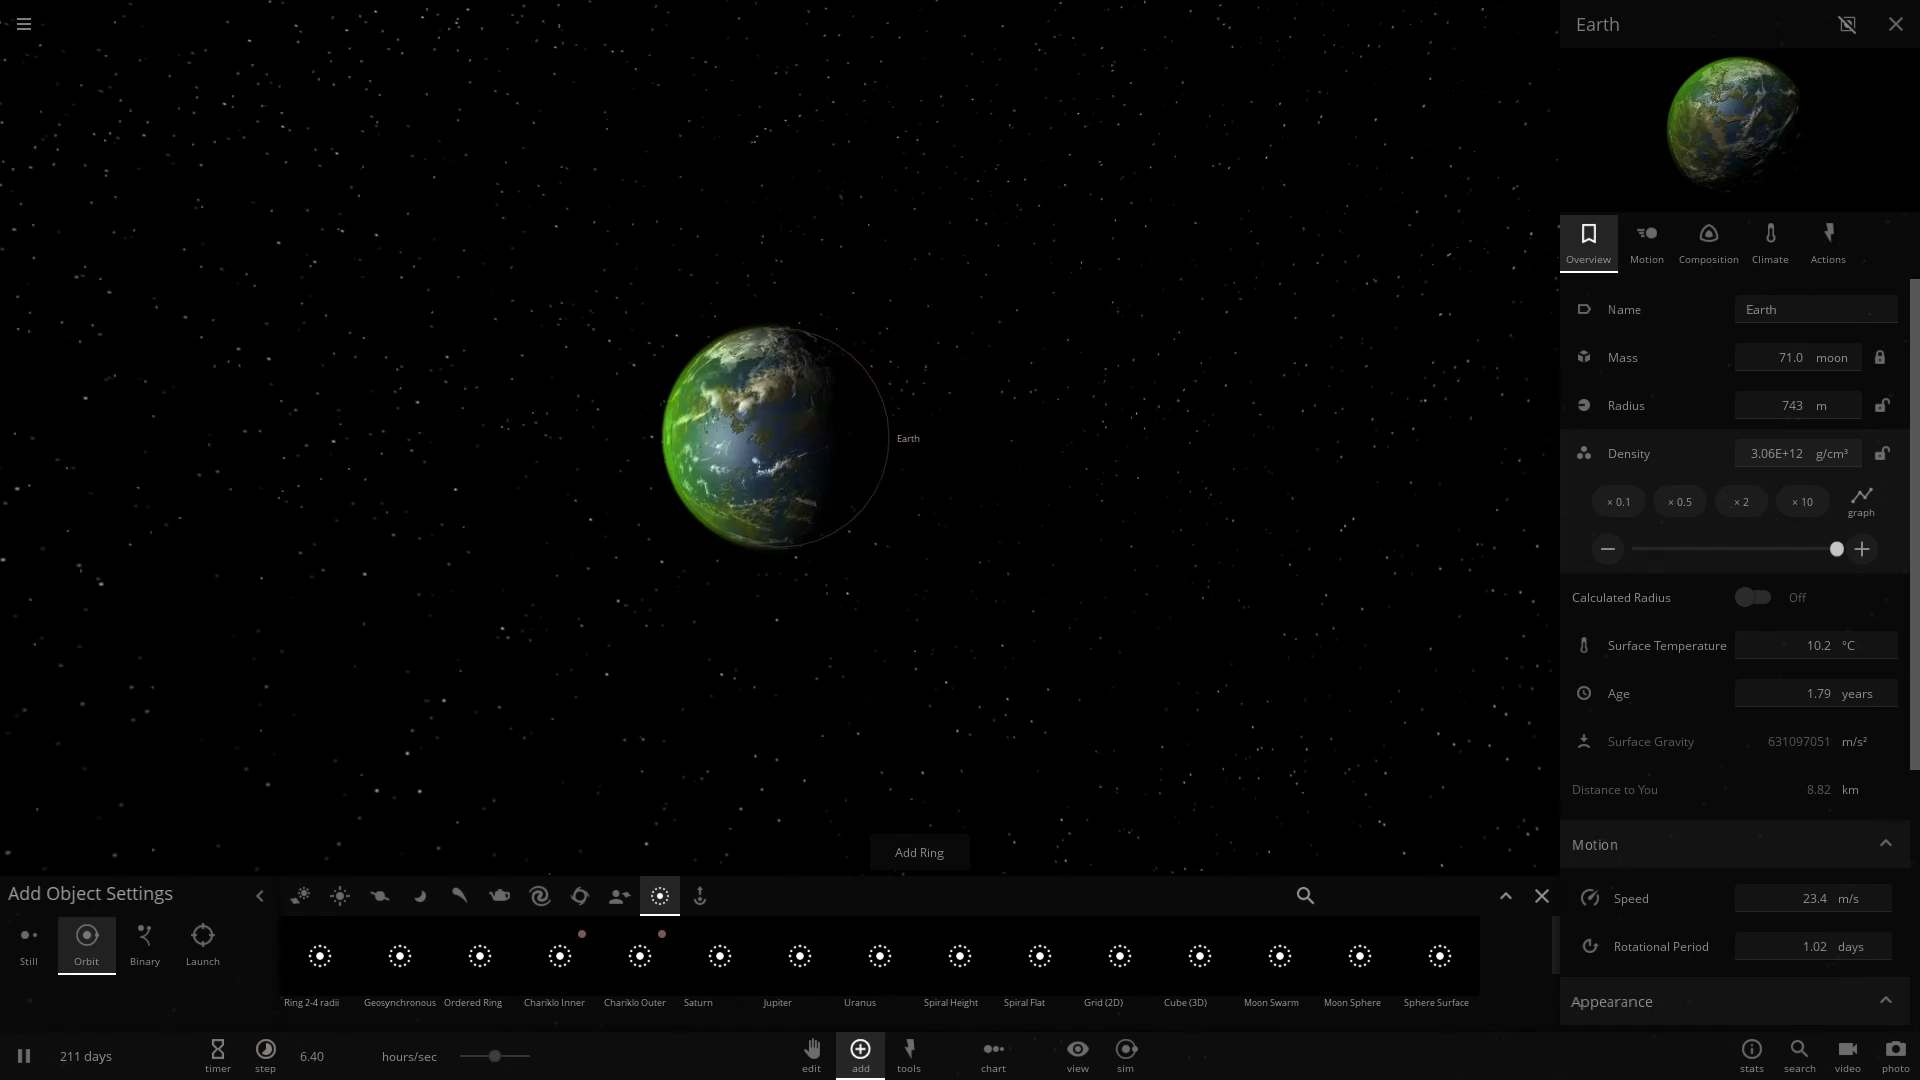 Earth
Overview
Motion
Composition
Climate
Actions
Name
Earth
Mass
71.0 moon
Radius
743 m
Density
3.06E+12 g/cm³
× 0.1
× 0.5
× 2
× 10
graph
Calculated Radius
Off
Surface Temperature
10.2 °C
Age
1.79 years
Surface Gravity
631097051 m/s²
Distance to You
8.82 km
Motion
Speed
23.4 m/s
Rotational Period
1.02 days
Appearance
Earth
Add Ring
Add Object Settings
Still
Orbit
Binary
Launch
Ring 2-4 radii
Geosynchronous
Ordered Ring
Chariklo Inner
Chariklo Outer
Saturn
Jupiter
Uranus
Spiral Height
Spiral Flat
Grid (2D)
Cube (3D)
Moon Swarm
Moon Sphere
Sphere Surface
211 days
timer
step
6.40
hours/sec
edit
add
tools
chart
view
sim
stats
search
video
photo